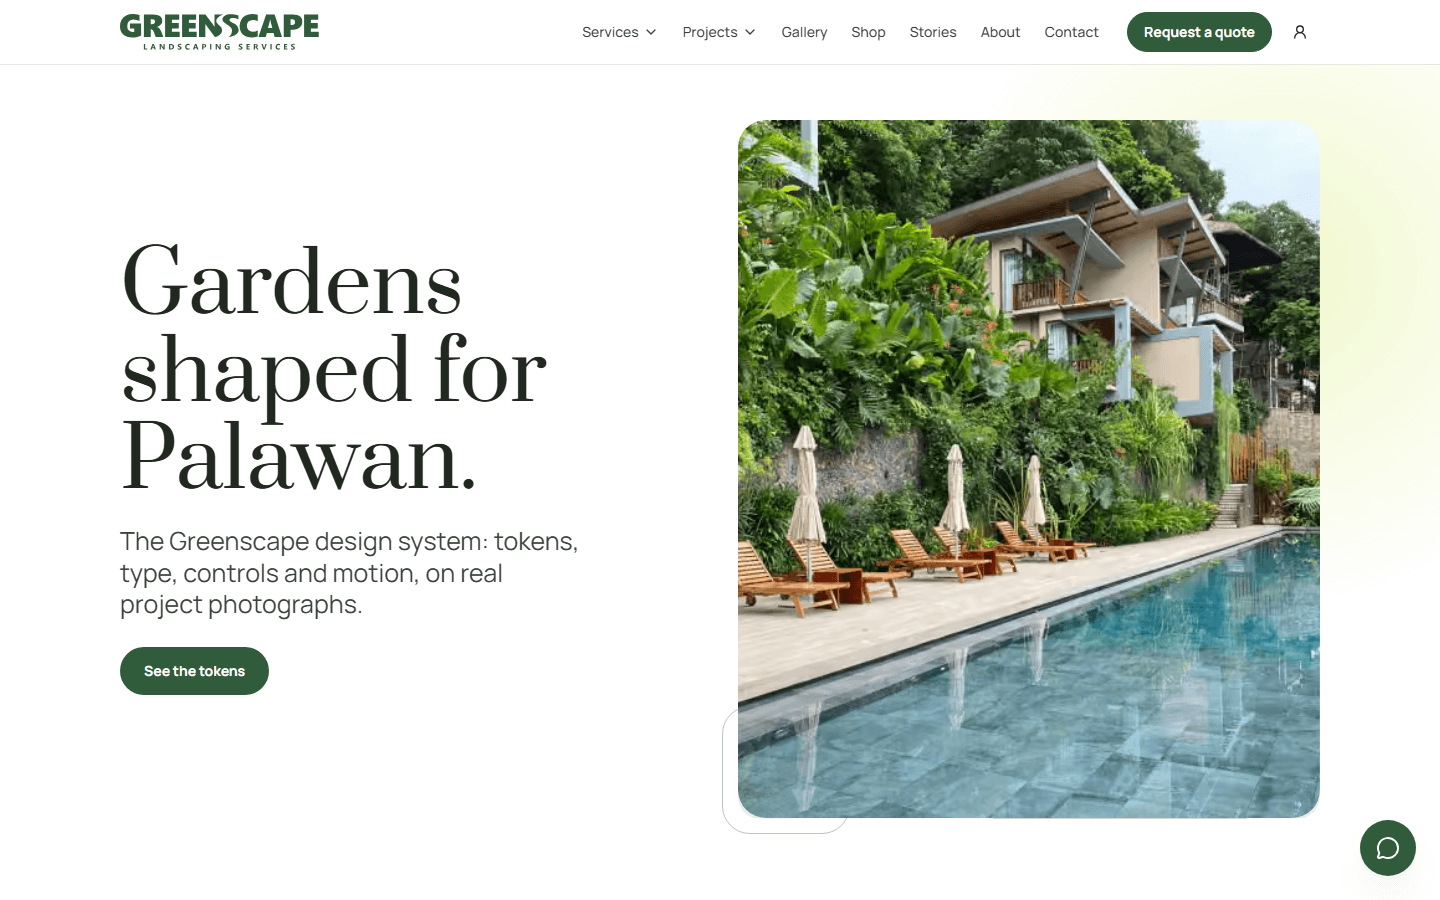 GREENSCAPE
LANDSCAPING SERVICES
Services
Projects
Gallery
Shop
Stories
About
Contact
Request a quote
Gardens
shaped for
Palawan.
The Greenscape design system: tokens,
type, controls and motion, on real
project photographs.
See the tokens